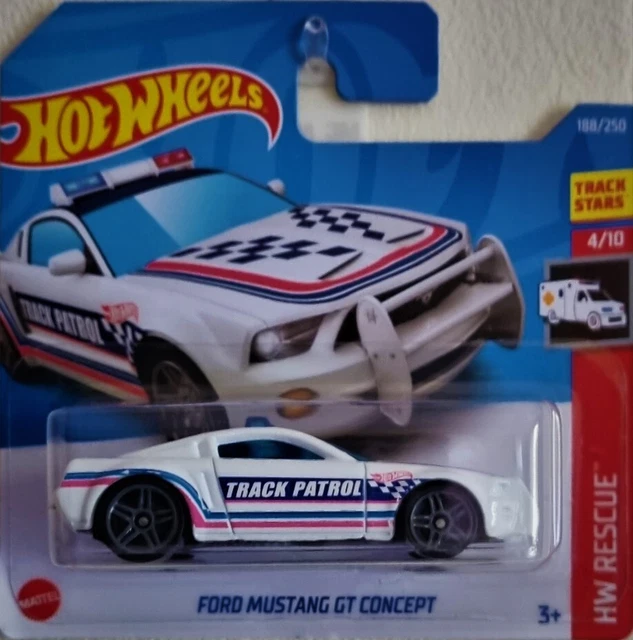 HOT WHEELS
188/250
TRACK
STARS
4/10
TRACK PATROL
TRACK PATROL
HW RESCUE™
MATTEL
FORD MUSTANG GT CONCEPT
3+